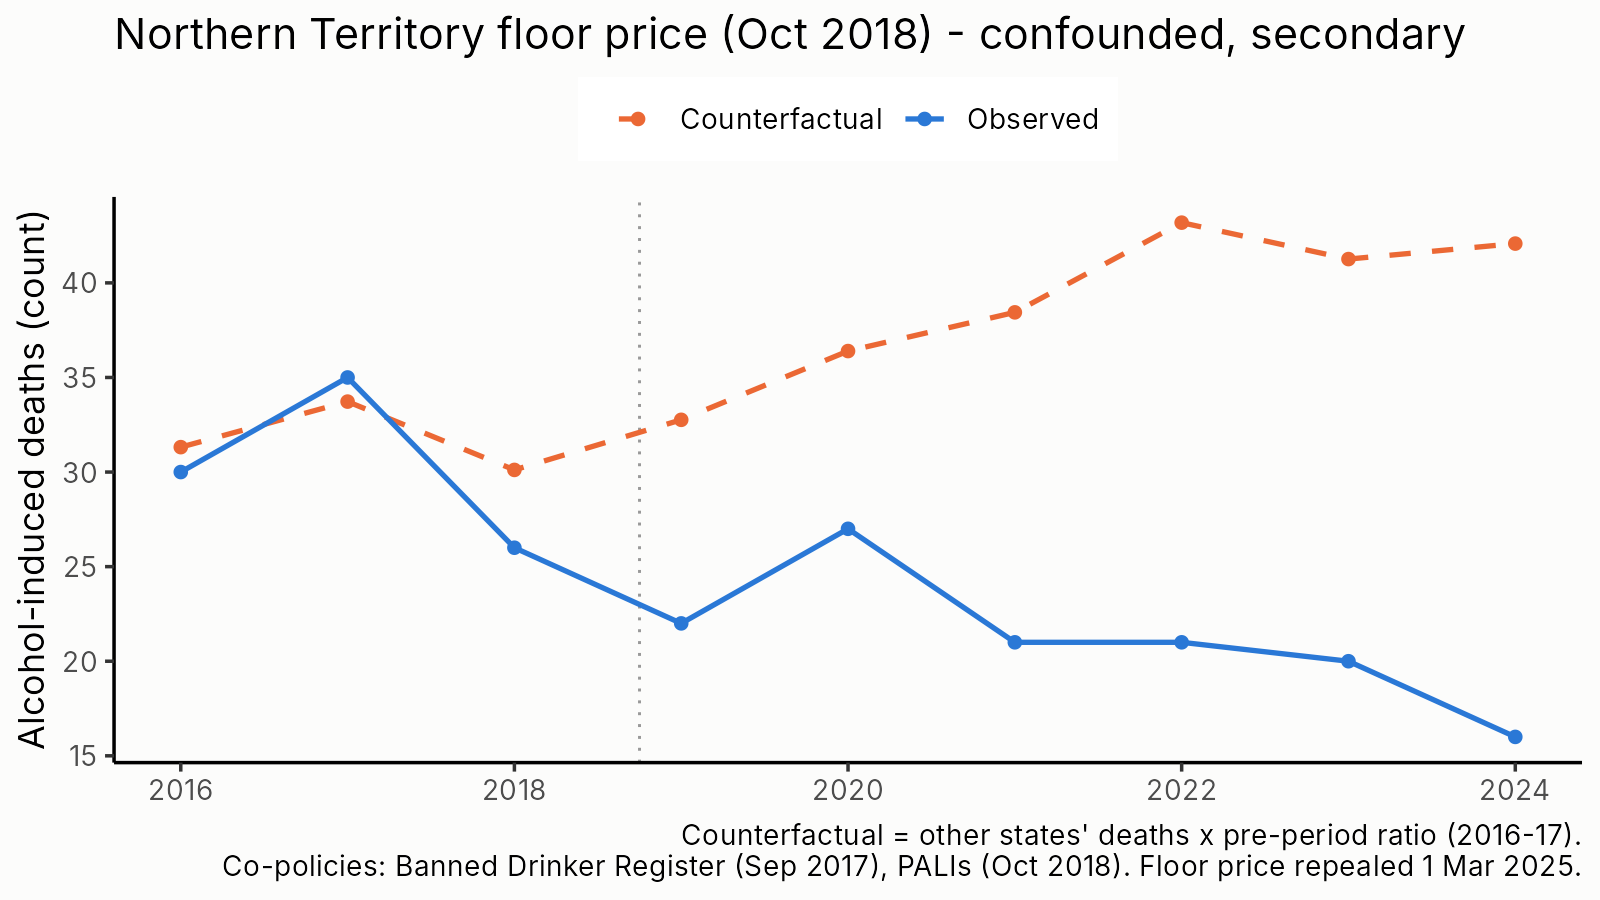 Northern Territory floor price (Oct 2018) - confounded, secondary
Counterfactual
Observed
Alcohol-induced deaths (count)
40
35
30
25
20
15
2016
2018
2020
2022
2024
Counterfactual = other states' deaths x pre-period ratio (2016-17).
Co-policies: Banned Drinker Register (Sep 2017), PALIs (Oct 2018). Floor price repealed 1 Mar 2025.